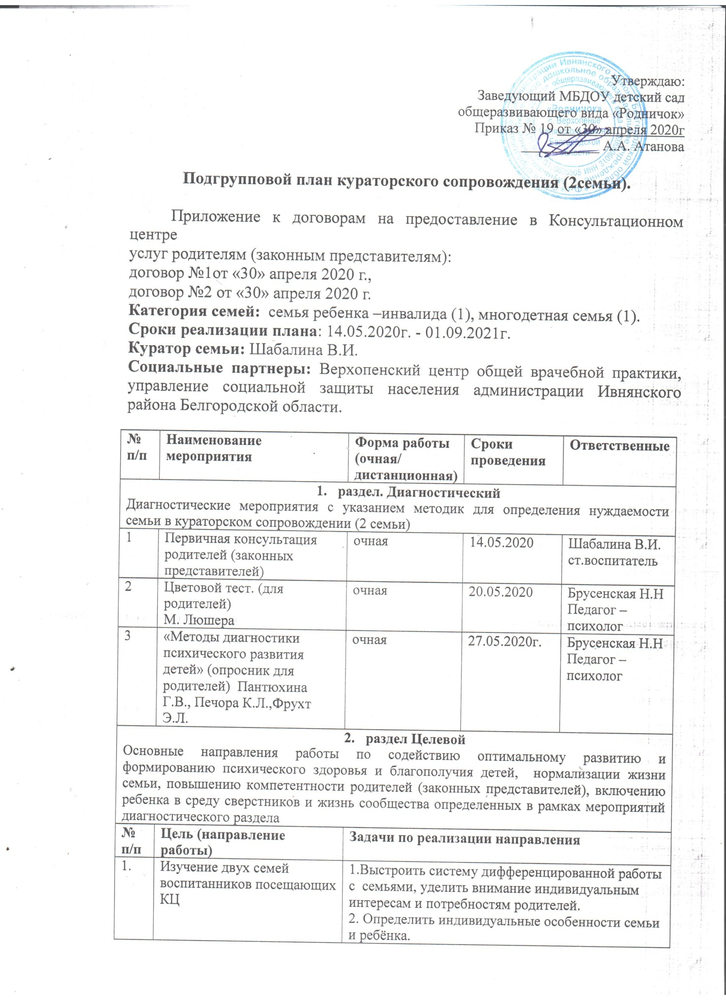 Утверждаю:
Заведующий МБДОУ детский сад
общеразвивающего вида «Родничок»
Приказ № 19 от «30» апреля 2020г
А.А. Атанова
«Родничок»
с. Верхопенье
Белгородской
области
Подгрупповой план кураторского сопровождения (2семьи).
Приложение к договорам на предоставление в Консультационном
центре
услуг родителям (законным представителям):
договор №1от «30» апреля 2020 г.,
договор №2 от «30» апреля 2020 г.
Категория семей: семья ребенка –инвалида (1), многодетная семья (1).
Сроки реализации плана: 14.05.2020г. - 01.09.2021г.
Куратор семьи: Шабалина В.И.
Социальные партнеры: Верхопенский центр общей врачебной практики,
управление социальной защиты населения администрации Ивнянского
района Белгородской области.
№ п/п Наименование мероприятия Форма работы (очная/ дистанционная) Сроки проведения Ответственные
1. раздел. Диагностический
Диагностические мероприятия с указанием методик для определения нуждаемости
семьи в кураторском сопровождении (2 семьи)
1 Первичная консультация очная 14.05.2020 Шабалина В.И.
родителей (законных ст.воспитатель
представителей)
2 Цветовой тест. (для очная 20.05.2020 Брусенская Н.Н
родителей) Педагог –
М. Люшера психолог
3 «Методы диагностики очная 27.05.2020г. Брусенская Н.Н
психического развития Педагог –
детей» (опросник для психолог
родителей) Пантюхина
Г.В., Печора К.Л.,Фрухт
Э.Л.
2. раздел Целевой
Основные направления работы по содействию оптимальному развитию и
формированию психического здоровья и благополучия детей, нормализации жизни
семьи, повышению компетентности родителей (законных представителей), включению
ребенка в среду сверстников и жизнь сообщества определенных в рамках мероприятий
диагностического раздела
№ Цель (направление Задачи по реализации направления
п/п работы)
1. Изучение двух семей 1.Выстроить систему дифференцированной работы
воспитанников посещающих с семьями, уделить внимание индивидуальным
КЦ интересам и потребностям родителей.
2. Определить индивидуальные особенности семьи
и ребёнка.